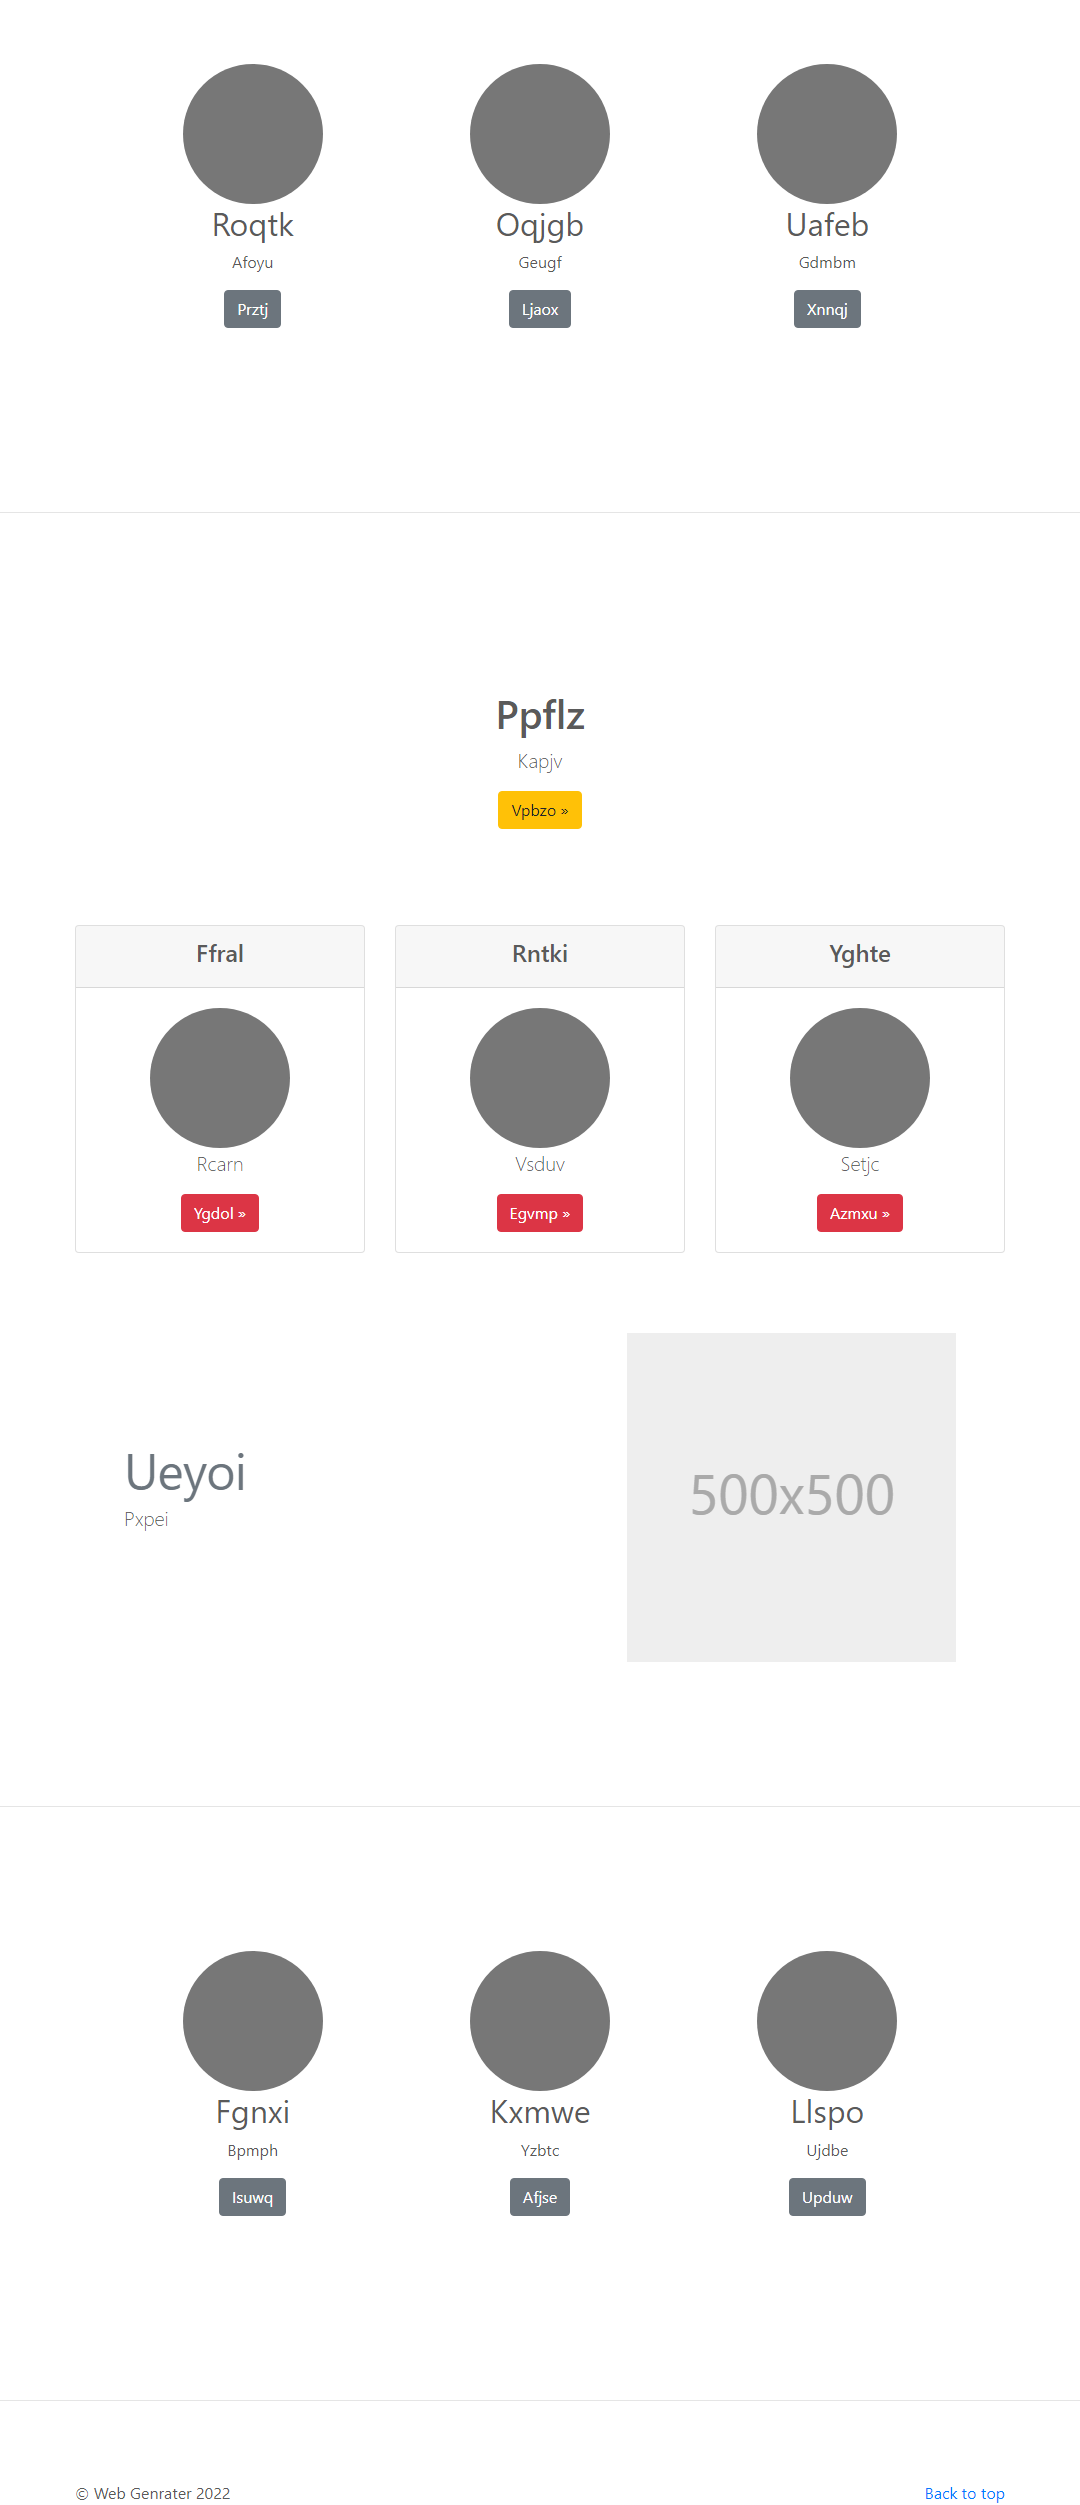 Roqtk Oqjgb Uafeb
Afoyu Geugf Gdmbm
Prztj Ljaox Xnnqj
Ppflz
Kapjv
Vpbzo »
Ffral Rntki Yghte
Rcarn Vsduv Setjc
Ygdol » Egvmp » Azmxu »
Ueyoi
Pxpei
500x500
Fgnxi Kxmwe Llspo
Bpmph Yzbtc Ujdbe
Isuwq Afjse Upduw
© Web Genrater 2022 Back to top